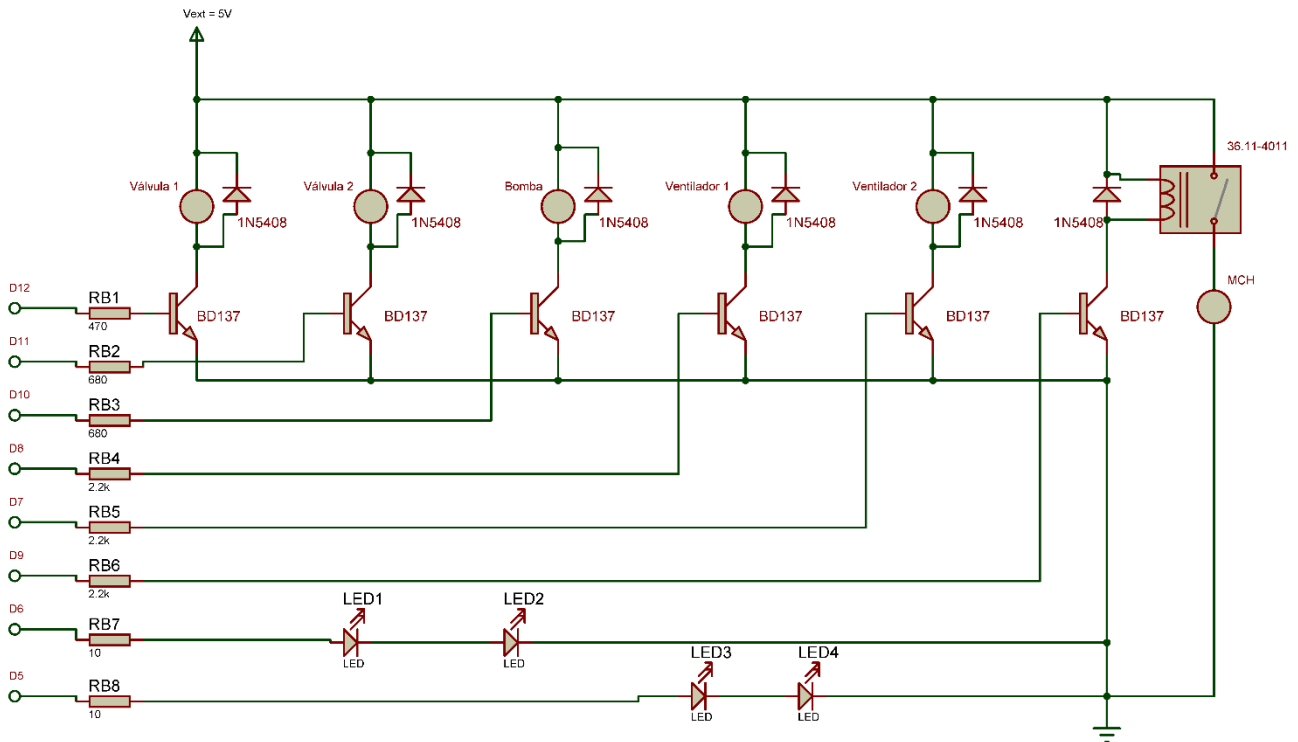 Vext = 5V
36.11-4011
Válvula 1
1N5408
Válvula 2
1N5408
Bomba
1N5408
Ventilador 1
1N5408
Ventilador 2
1N5408
1N5408
MCH
D12
RB1
470
BD137
BD137
BD137
BD137
BD137
BD137
D11
RB2
680
D10
RB3
680
D8
RB4
2.2k
D7
RB5
2.2k
D9
RB6
2.2k
D6
RB7
10
LED1
LED
LED2
LED
D5
RB8
10
LED3
LED
LED4
LED